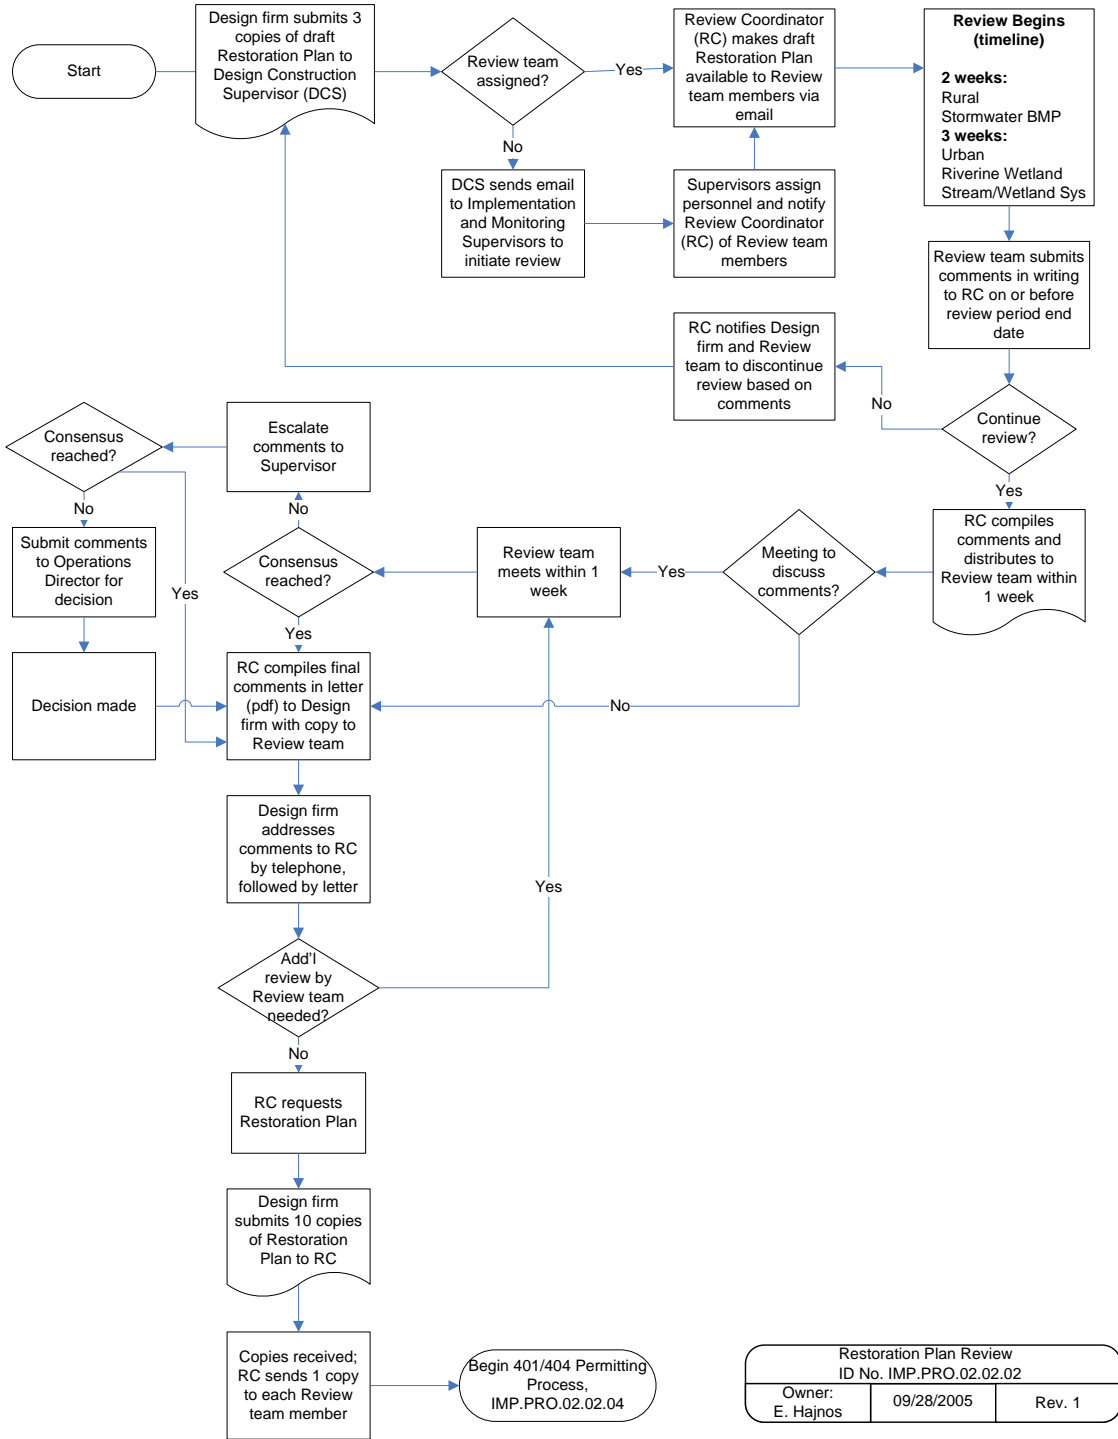 Start
Design firm submits 3
copies of draft
Restoration Plan to
Design Construction
Supervisor (DCS)
Review team
assigned?
Yes
Review Coordinator
(RC) makes draft
Restoration Plan
available to Review
team members via
email
Review Begins
(timeline)
2 weeks:
Rural
Stormwater BMP
3 weeks:
Urban
Riverine Wetland
Stream/Wetland Sys
No
DCS sends email
to Implementation
and Monitoring
Supervisors to
initiate review
Supervisors assign
personnel and notify
Review Coordinator
(RC) of Review team
members
Review team submits
comments in writing
to RC on or before
review period end
date
RC notifies Design
firm and Review
team to discontinue
review based on
comments
No
Continue
review?
Yes
RC compiles
comments and
distributes to
Review team within
1 week
Meeting to
discuss
comments?
Yes
No
Review team
meets within 1
week
Consensus
reached?
No
Yes
Escalate
comments to
Supervisor
Consensus
reached?
No
Yes
Submit comments
to Operations
Director for
decision
Decision made
RC compiles final
comments in letter
(pdf) to Design
firm with copy to
Review team
Design firm
addresses
comments to RC
by telephone,
followed by letter
Add'l
review by
Review team
needed?
Yes
No
RC requests
Restoration Plan
Design firm
submits 10 copies
of Restoration
Plan to RC
Copies received;
RC sends 1 copy
to each Review
team member
Begin 401/404 Permitting
Process,
IMP.PRO.02.02.04
Restoration Plan Review
ID No. IMP.PRO.02.02.02
Owner:
E. Hajnos
09/28/2005
Rev. 1